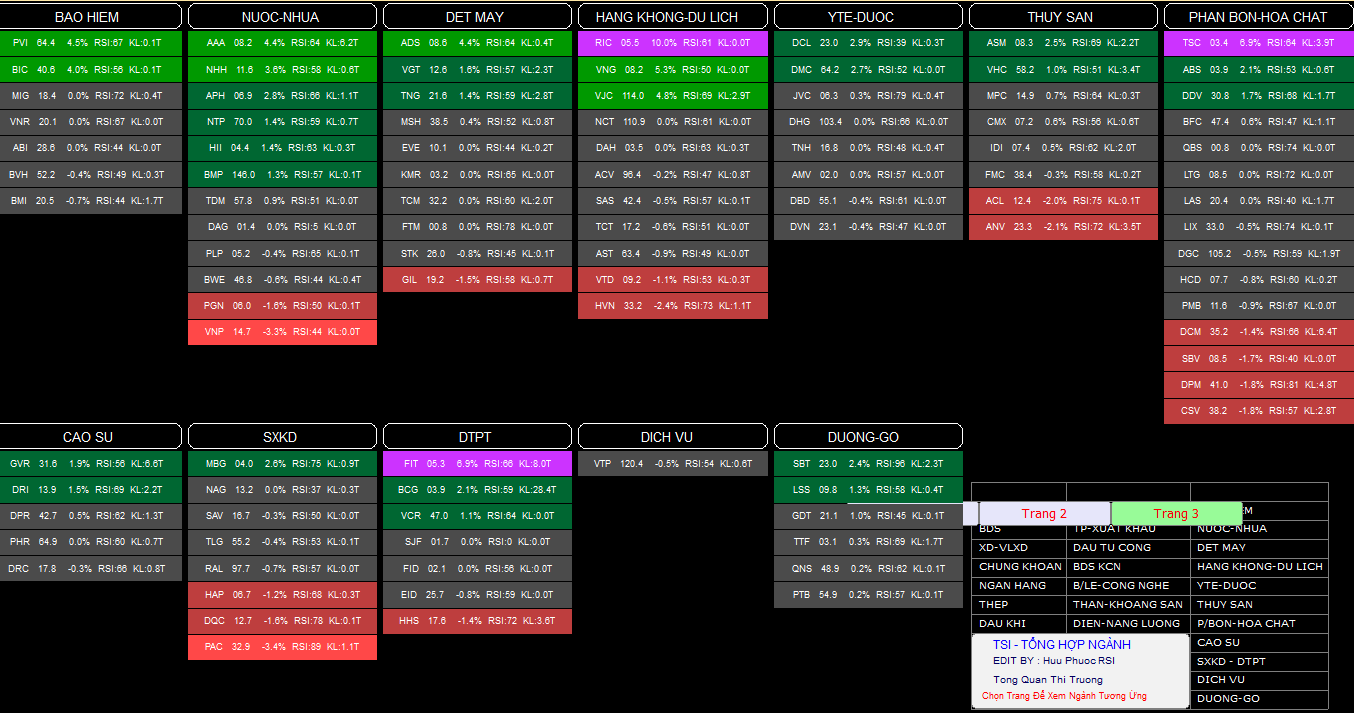 BAO HIEM
PVI 64.4 4.5% RSI:67 KL:0.1T
BIC 40.6 4.0% RSI:56 KL:0.1T
MIG 18.4 0.0% RSI:72 KL:0.4T
VNR 20.1 0.0% RSI:67 KL:0.0T
ABI 28.6 0.0% RSI:44 KL:0.0T
BVH 52.2 -0.4% RSI:49 KL:0.3T
BMI 20.5 -0.7% RSI:44 KL:1.7T
NUOC-NHUA
AAA 08.2 4.4% RSI:64 KL:6.2T
NHH 11.6 3.6% RSI:58 KL:0.6T
APH 06.9 2.8% RSI:66 KL:1.1T
NTP 70.0 1.4% RSI:59 KL:0.7T
HII 04.4 1.4% RSI:63 KL:0.3T
BMP 146.0 1.3% RSI:57 KL:0.1T
TDM 57.8 0.9% RSI:51 KL:0.0T
DAG 01.4 0.0% RSI:5 KL:0.0T
PLP 05.2 -0.4% RSI:65 KL:0.1T
BWE 46.8 -0.6% RSI:44 KL:0.4T
PGN 06.0 -1.6% RSI:50 KL:0.1T
VNP 14.7 -3.3% RSI:44 KL:0.0T
DET MAY
ADS 08.6 4.4% RSI:64 KL:0.4T
VGT 12.6 1.6% RSI:57 KL:2.3T
TNG 21.6 1.4% RSI:59 KL:2.8T
MSH 38.5 0.4% RSI:52 KL:0.8T
EVE 10.1 0.0% RSI:44 KL:0.2T
KMR 03.2 0.0% RSI:65 KL:0.0T
TCM 32.2 0.0% RSI:60 KL:2.0T
FTM 00.8 0.0% RSI:78 KL:0.0T
STK 26.0 -0.8% RSI:45 KL:0.1T
GIL 19.2 -1.5% RSI:58 KL:0.7T
HANG KHONG-DU LICH
RIC 05.5 10.0% RSI:61 KL:0.0T
VNG 08.2 5.3% RSI:50 KL:0.0T
VJC 114.0 4.8% RSI:69 KL:2.9T
NCT 110.9 0.0% RSI:61 KL:0.0T
DAH 03.5 0.0% RSI:63 KL:0.3T
ACV 96.4 -0.2% RSI:47 KL:0.8T
SAS 42.4 -0.5% RSI:57 KL:0.1T
TCT 17.2 -0.6% RSI:51 KL:0.0T
AST 63.4 -0.9% RSI:49 KL:0.0T
VTD 09.2 -1.1% RSI:53 KL:0.3T
HVN 33.2 -2.4% RSI:73 KL:1.1T
YTE-DUOC
DCL 23.0 2.9% RSI:39 KL:0.3T
DMC 64.2 2.7% RSI:52 KL:0.0T
JVC 06.3 0.3% RSI:79 KL:0.4T
DHG 103.4 0.0% RSI:66 KL:0.0T
TNH 16.8 0.0% RSI:48 KL:0.4T
AMV 02.0 0.0% RSI:57 KL:0.0T
DBD 55.1 -0.4% RSI:61 KL:0.0T
DVN 23.1 -0.4% RSI:47 KL:0.0T
THUY SAN
ASM 08.3 2.5% RSI:69 KL:2.2T
VHC 58.2 1.0% RSI:51 KL:3.4T
MPC 14.9 0.7% RSI:64 KL:0.3T
CMX 07.2 0.6% RSI:56 KL:0.6T
IDI 07.4 0.5% RSI:62 KL:2.0T
FMC 38.4 -0.3% RSI:58 KL:0.2T
ACL 12.4 -2.0% RSI:75 KL:0.1T
ANV 23.3 -2.1% RSI:72 KL:3.5T
PHAN BON-HOA CHAT
TSC 03.4 6.9% RSI:64 KL:3.9T
ABS 03.9 2.1% RSI:53 KL:0.6T
DDV 30.8 1.7% RSI:68 KL:1.7T
BFC 47.4 0.6% RSI:47 KL:1.1T
QBS 00.8 0.0% RSI:74 KL:0.0T
LTG 08.5 0.0% RSI:72 KL:0.0T
LAS 20.4 0.0% RSI:40 KL:1.7T
LIX 33.0 -0.5% RSI:74 KL:0.1T
DGC 105.2 -0.5% RSI:59 KL:1.9T
HCD 07.7 -0.8% RSI:60 KL:0.2T
PMB 11.6 -0.9% RSI:67 KL:0.0T
DCM 35.2 -1.4% RSI:66 KL:6.4T
SBV 08.5 -1.7% RSI:40 KL:0.0T
DPM 41.0 -1.8% RSI:81 KL:4.8T
CSV 38.2 -1.8% RSI:57 KL:2.8T
CAO SU
GVR 31.6 1.9% RSI:56 KL:6.6T
DRI 13.9 1.5% RSI:69 KL:2.2T
DPR 42.7 0.5% RSI:62 KL:1.3T
PHR 64.9 0.0% RSI:60 KL:0.7T
DRC 17.8 -0.3% RSI:66 KL:0.8T
SXKD
MBG 04.0 2.6% RSI:75 KL:0.9T
NAG 13.2 0.0% RSI:37 KL:0.3T
SAV 16.7 -0.3% RSI:50 KL:0.0T
TLG 55.2 -0.4% RSI:53 KL:0.1T
RAL 97.7 -0.7% RSI:57 KL:0.0T
HAP 06.7 -1.2% RSI:68 KL:0.3T
DQC 12.7 -1.6% RSI:78 KL:0.1T
PAC 32.9 -3.4% RSI:89 KL:1.1T
DTPT
FIT 05.3 6.9% RSI:66 KL:8.0T
BCG 03.9 2.1% RSI:59 KL:28.4T
VCR 47.0 1.1% RSI:64 KL:0.0T
SJF 01.7 0.0% RSI:0 KL:0.0T
FID 02.1 0.0% RSI:56 KL:0.0T
EID 25.7 -0.8% RSI:59 KL:0.0T
HHS 17.6 -1.4% RSI:72 KL:3.6T
DICH VU
VTP 120.4 -0.5% RSI:54 KL:0.6T
DUONG-GO
SBT 23.0 2.4% RSI:96 KL:2.3T
LSS 09.8 1.3% RSI:58 KL:0.4T
GDT 21.1 1.0% RSI:45 KL:0.1T
TTF 03.1 0.3% RSI:69 KL:1.7T
QNS 48.9 0.2% RSI:62 KL:0.1T
PTB 54.9 0.2% RSI:57 KL:0.1T
Trang 2 Trang 3 EM
BDS TP-XUAT KHAU NUOC-NHUA
XD-VLXD DAU TU CONG DET MAY
CHUNG KHOAN BDS KCN HANG KHONG-DU LICH
NGAN HANG B/LE-CONG NGHE YTE-DUOC
THEP THAN-KHOANG SAN THUY SAN
DAU KHI DIEN-NANG LUONG P/BON-HOA CHAT
TSI - TỔNG HỢP NGÀNH CAO SU
EDIT BY : Huu Phuoc RSI SXKD - DTPT
Tong Quan Thi Truong DICH VU
Chọn Trang Để Xem Ngành Tương Ứng DUONG-GO